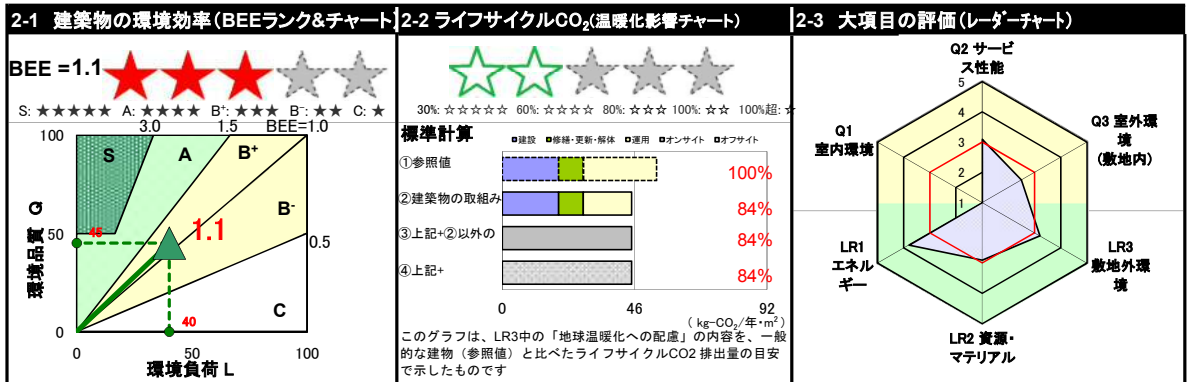 2-1 建築物の環境効率(BEEランク&チャート)
BEE =1.1
S: ★★★★★ A: ★★★★ B⁺: ★★★ B⁻: ★★ C: ★
3.0 1.5 BEE=1.0
100
S A B⁺
B⁻
1.1
50
45
0.5
C
40
0
0 50 100
環境品質 Q
環境負荷 L
2-2 ライフサイクルCO₂(温暖化影響チャート)
30%: ☆☆☆☆☆ 60%: ☆☆☆☆ 80%: ☆☆☆ 100%: ☆☆ 100%超: ☆
標準計算
■建設 ■修繕・更新・解体 □運用 □オンサイト □オフサイト
①参照値 100%
②建築物の取組み 84%
③上記+②以外の 84%
④上記+ 84%
0 46 92
( kg-CO₂/年・m² )
このグラフは、LR3中の「地球温暖化への配慮」の内容を、一般
的な建物（参照値）と比べたライフサイクルCO2 排出量の目安
で示したものです
2-3 大項目の評価(レーダーチャート)
Q2 サービ
ス性能
Q1
室内環境
Q3 室外環
境
(敷地内)
5
4
3
2
1
LR1
エネル
ギー
LR3
敷地外環
境
LR2 資源・
マテリアル